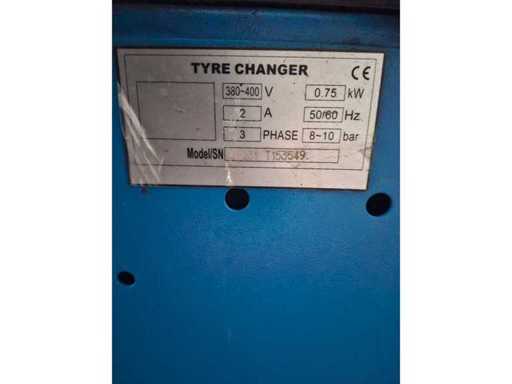 TYRE CHANGER CE
380~400 V 0.75 kW
2 A 50/60 Hz
3 PHASE 8~10 bar
Model/SN T153549